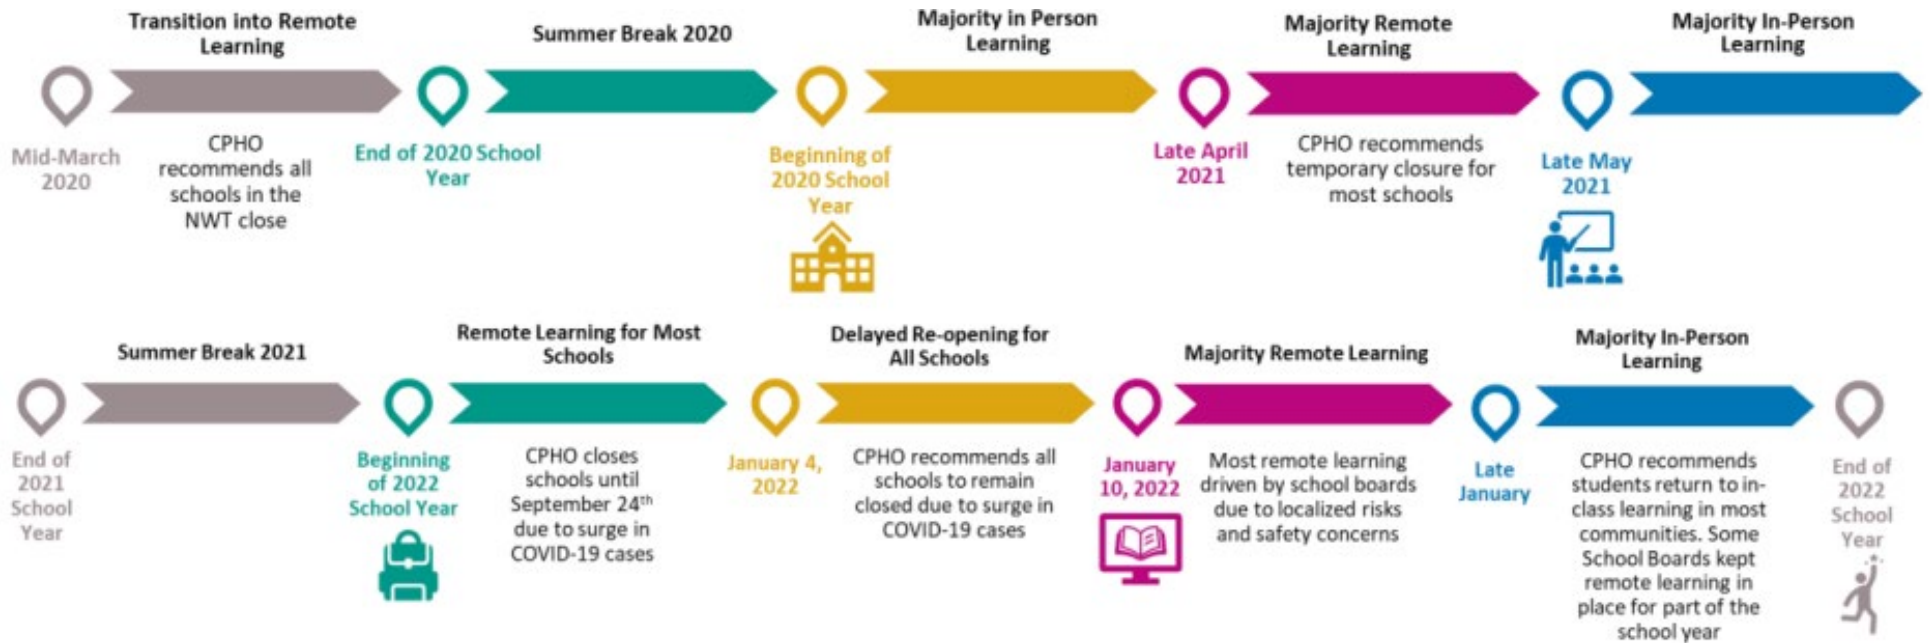 Transition into Remote
Learning
Mid-March
2020
CPHO
recommends all
schools in the
NWT close
Summer Break 2020
End of 2020 School
Year
Majority in Person
Learning
Beginning of
2020 School
Year
Majority Remote
Learning
Late April
2021
CPHO recommends
temporary closure for
most schools
Majority In-Person
Learning
Late May
2021
Summer Break 2021
End of
2021
School
Year
Remote Learning for Most
Schools
Beginning
of 2022
School Year
CPHO closes
schools until
September 24th
due to surge in
COVID-19 cases
Delayed Re-opening for
All Schools
January 4,
2022
CPHO recommends all
schools to remain
closed due to surge in
COVID-19 cases
Majority Remote Learning
January
10, 2022
Most remote learning
driven by school boards
due to localized risks
and safety concerns
Majority In-Person
Learning
Late
January
CPHO recommends
students return to in-
class learning in most
communities. Some
School Boards kept
remote learning in
place for part of the
school year
End of
2022
School
Year